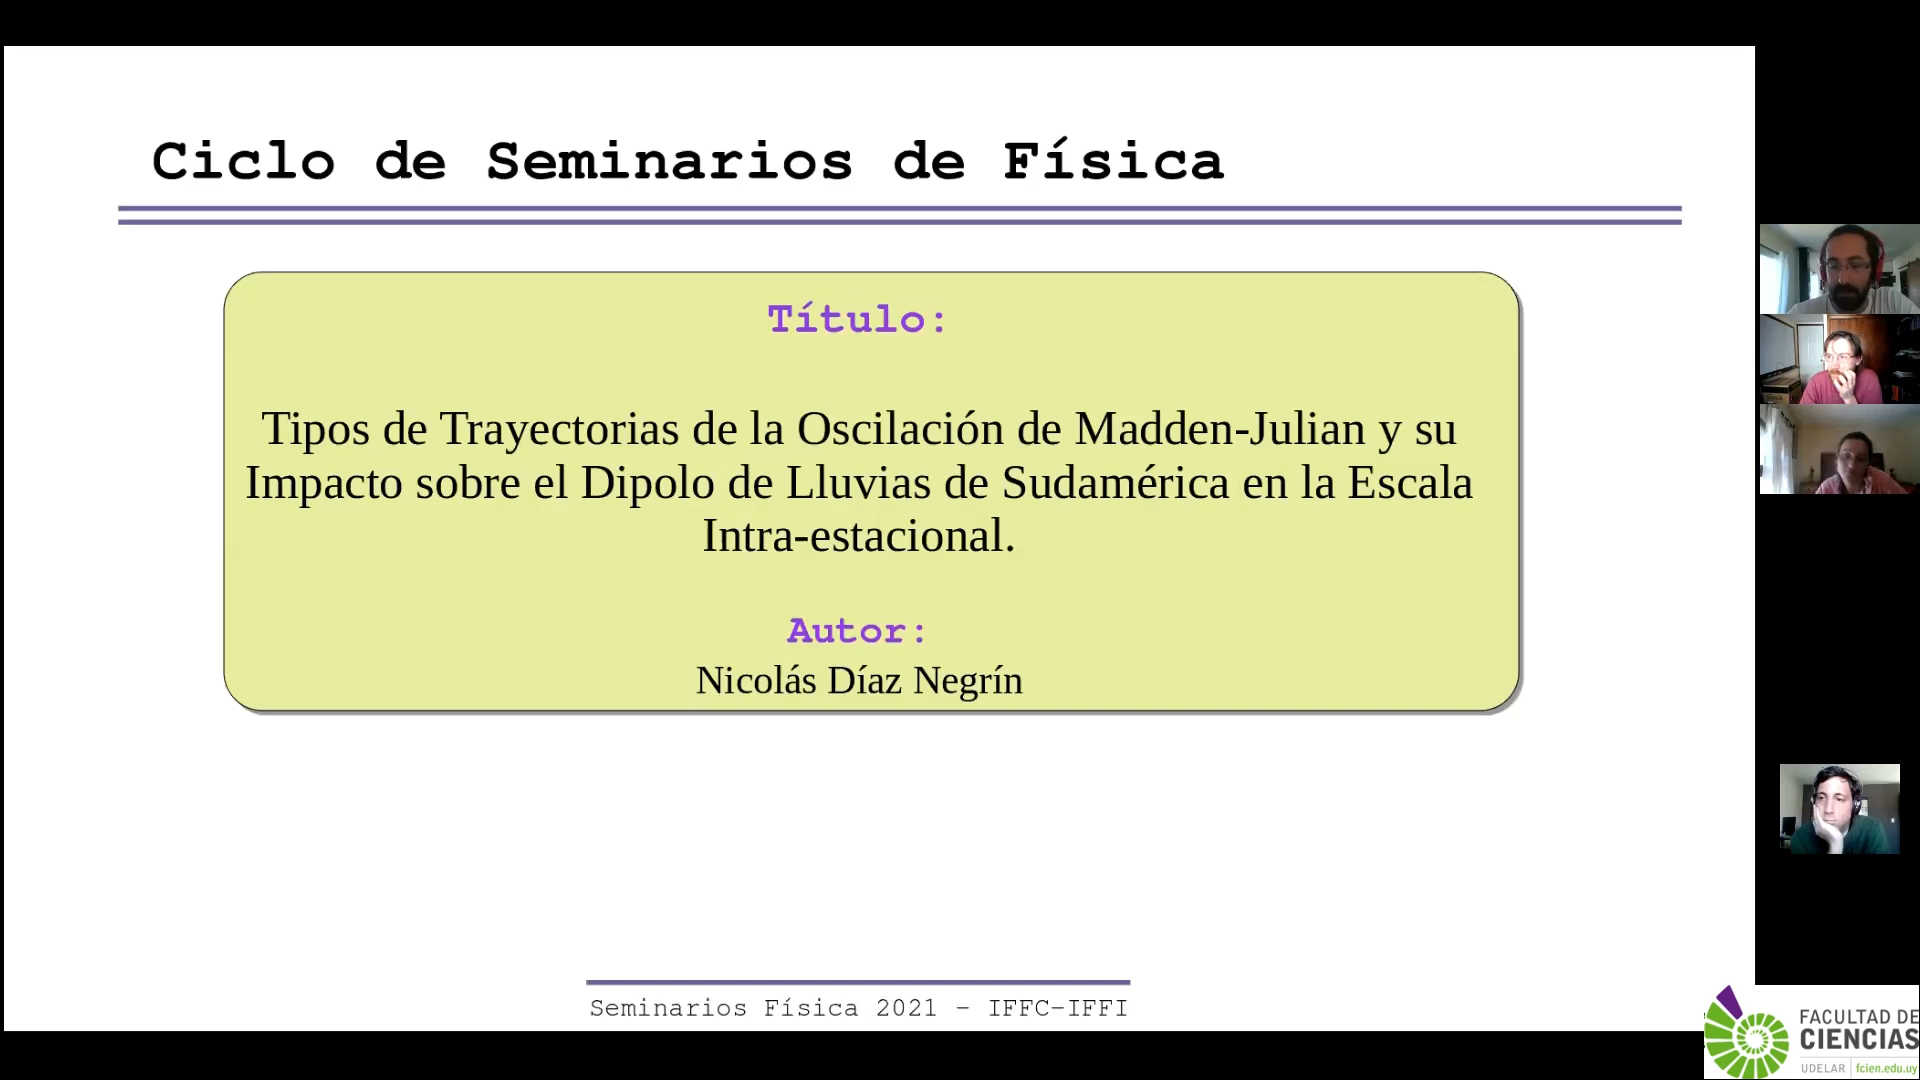 Ciclo de Seminarios de Física
Título:
Tipos de Trayectorias de la Oscilación de Madden-Julian y su
Impacto sobre el Dipolo de Lluvias de Sudamérica en la Escala
Intra-estacional.
Autor:
Nicolás Díaz Negrín
Seminarios Física 2021 – IFFC-IFFI
FACULTAD DE
CIENCIAS
UDELAR | fcien.edu.uy